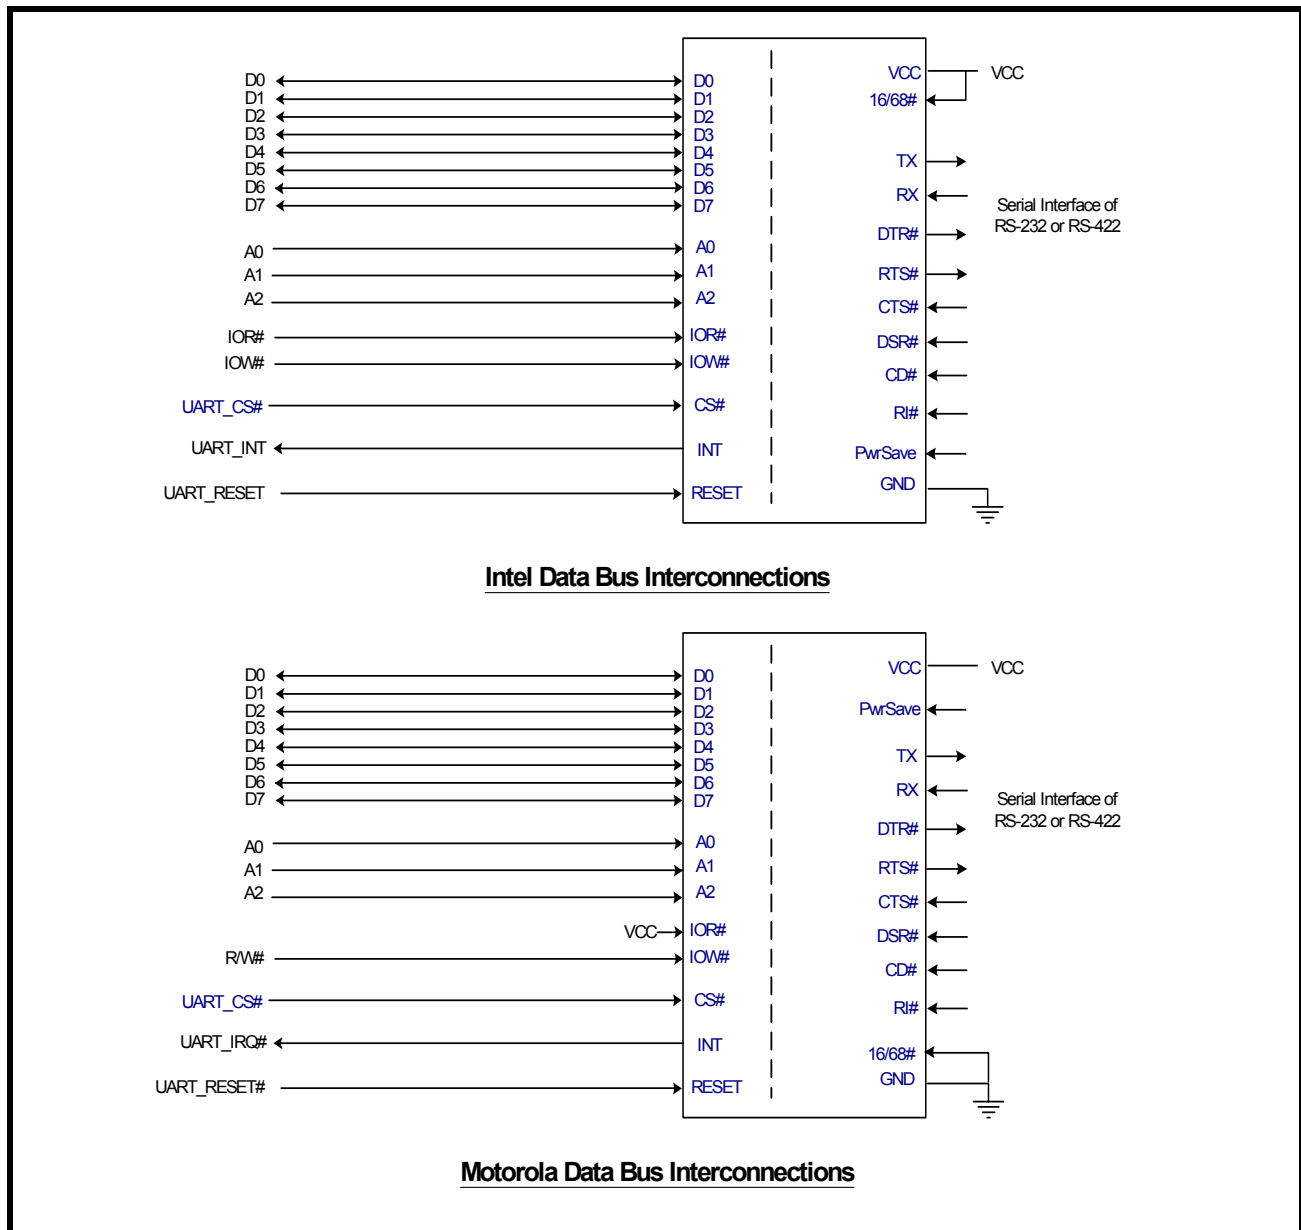 D0 D0 VCC VCC
D1 D1 16/68#
D2 D2
D3 D3
D4 D4 TX
D5 D5
D6 D6 RX
D7 D7 Serial Interface of
RS-232 or RS-422
DTR#
A0 A0
A1 A1 RTS#
A2 A2 CTS#
IOR# IOR# DSR#
IOW# IOW#
CD#
UART_CS# CS# RI#
UART_INT INT PwrSave
UART_RESET RESET GND
Intel Data Bus Interconnections
D0 D0 VCC VCC
D1 D1
D2 D2 PwrSave
D3 D3
D4 D4 TX
D5 D5
D6 D6 RX
D7 D7 Serial Interface of
RS-232 or RS-422
DTR#
A0 A0
A1 A1 RTS#
A2 A2 CTS#
VCC IOR# DSR#
R/W# IOW#
CD#
UART_CS# CS# RI#
UART_IRQ# INT 16/68#
UART_RESET# RESET GND
Motorola Data Bus Interconnections